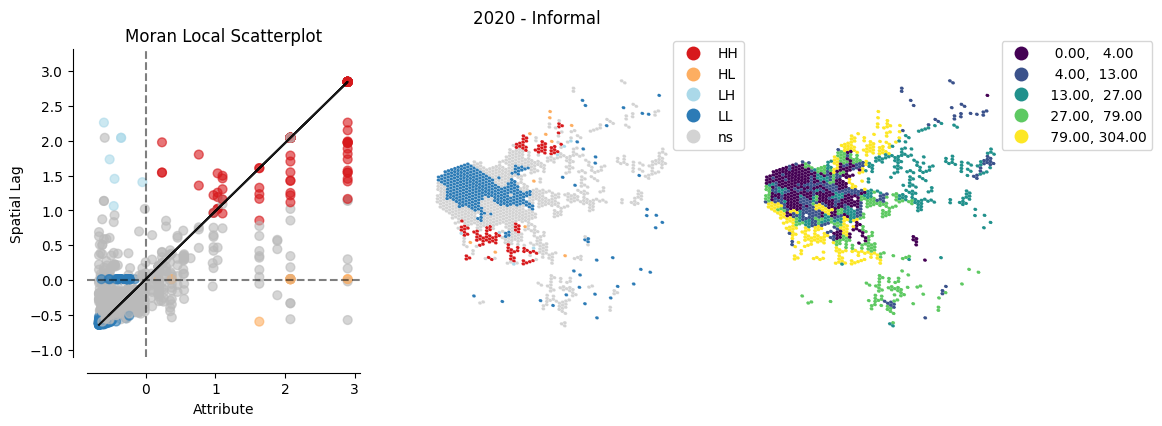 2020 - Informal
Moran Local Scatterplot
Spatial Lag
3.0
2.5
2.0
1.5
1.0
0.5
0.0
−0.5
−1.0
0 1 2 3
Attribute
HH
HL
LH
LL
ns
0.00, 4.00
4.00, 13.00
13.00, 27.00
27.00, 79.00
79.00, 304.00